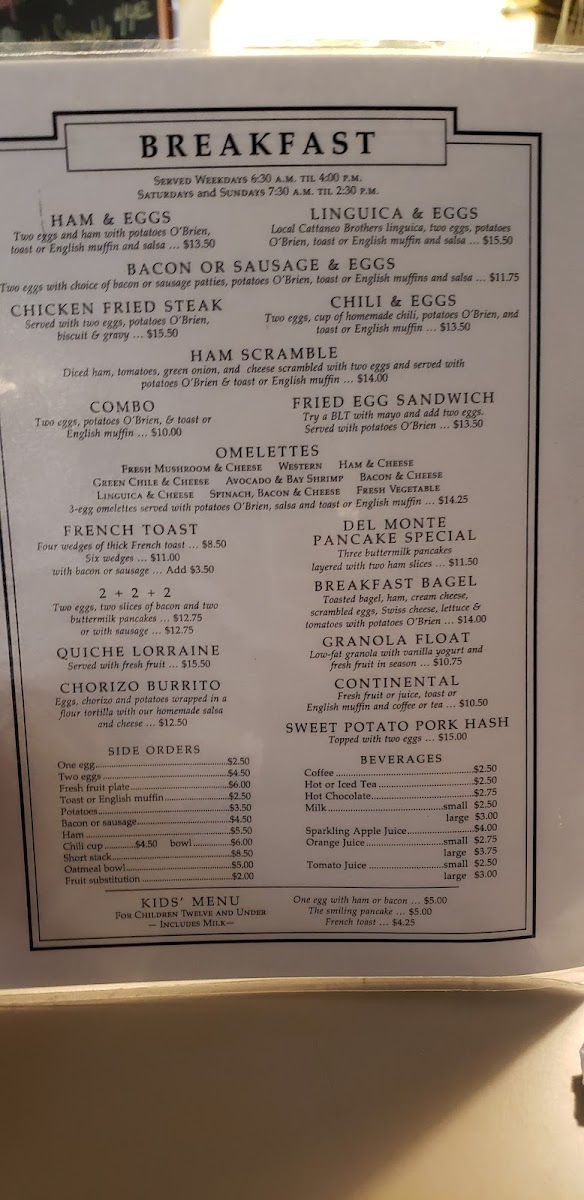 BREAKFAST
Served Weekdays 6:30 a.m. til 4:00 p.m.
Saturdays and Sundays 7:30 a.m. til 2:30 p.m.
HAM & EGGS
Two eggs and ham with potatoes O'Brien,
toast or English muffin and salsa ... $13.50
LINGUICA & EGGS
Local Cattaneo Brothers linguica, two eggs, potatoes
O'Brien, toast or English muffin and salsa ... $15.50
BACON OR SAUSAGE & EGGS
Two eggs with choice of bacon or sausage patties, potatoes O'Brien, toast or English muffins and salsa ... $11.75
CHICKEN FRIED STEAK
Served with two eggs, potatoes O'Brien,
biscuit & gravy ... $15.50
CHILI & EGGS
Two eggs, cup of homemade chili, potatoes O'Brien, and
toast or English muffin ... $13.50
HAM SCRAMBLE
Diced ham, tomatoes, green onion, and cheese scrambled with two eggs and served with
potatoes O'Brien & toast or English muffin ... $14.00
COMBO
Two eggs, potatoes O'Brien, & toast or
English muffin ... $10.00
FRIED EGG SANDWICH
Try a BLT with mayo and add two eggs.
Served with potatoes O'Brien ... $13.50
OMELETTES
Fresh Mushroom & Cheese Western Ham & Cheese
Green Chile & Cheese Avocado & Bay Shrimp Bacon & Cheese
Linguica & Cheese Spinach, Bacon & Cheese Fresh Vegetable
3-egg omelettes served with potatoes O'Brien, salsa and toast or English muffin ... $14.25
FRENCH TOAST
Four wedges of thick French toast ... $8.50
Six wedges ... $11.00
with bacon or sausage ... Add $3.50
DEL MONTE
PANCAKE SPECIAL
Three buttermilk pancakes
layered with two ham slices ... $11.50
2 + 2 + 2
Two eggs, two slices of bacon and two
buttermilk pancakes ... $12.75
or with sausage ... $12.75
BREAKFAST BAGEL
Toasted bagel, ham, cream cheese,
scrambled eggs, Swiss cheese, lettuce &
tomatoes with potatoes O'Brien ... $14.00
QUICHE LORRAINE
Served with fresh fruit ... $15.50
GRANOLA FLOAT
Low-fat granola with vanilla yogurt and
fresh fruit in season ... $10.75
CHORIZO BURRITO
Eggs, chorizo and potatoes wrapped in a
flour tortilla with our homemade salsa
and cheese ... $12.50
CONTINENTAL
Fresh fruit or juice, toast or
English muffin and coffee or tea ... $10.50
SWEET POTATO PORK HASH
Topped with two eggs ... $15.00
SIDE ORDERS
One egg $2.50
Two eggs $4.50
Fresh fruit plate $6.00
Toast or English muffin $2.50
Potatoes $3.50
Bacon or sausage $4.50
Ham $5.50
Chili cup $4.50 bowl $6.00
Short stack $8.50
Oatmeal bowl $5.00
Fruit substitution $2.00
BEVERAGES
Coffee $2.50
Hot or Iced Tea $2.50
Hot Chocolate $2.75
Milk small $2.50
large $3.00
Sparkling Apple Juice $4.00
Orange Juice small $2.75
large $3.75
Tomato Juice small $2.50
large $3.00
KIDS' MENU
For Children Twelve and Under
— Includes Milk—
One egg with ham or bacon ... $5.00
The smiling pancake ... $5.00
French toast ... $4.25